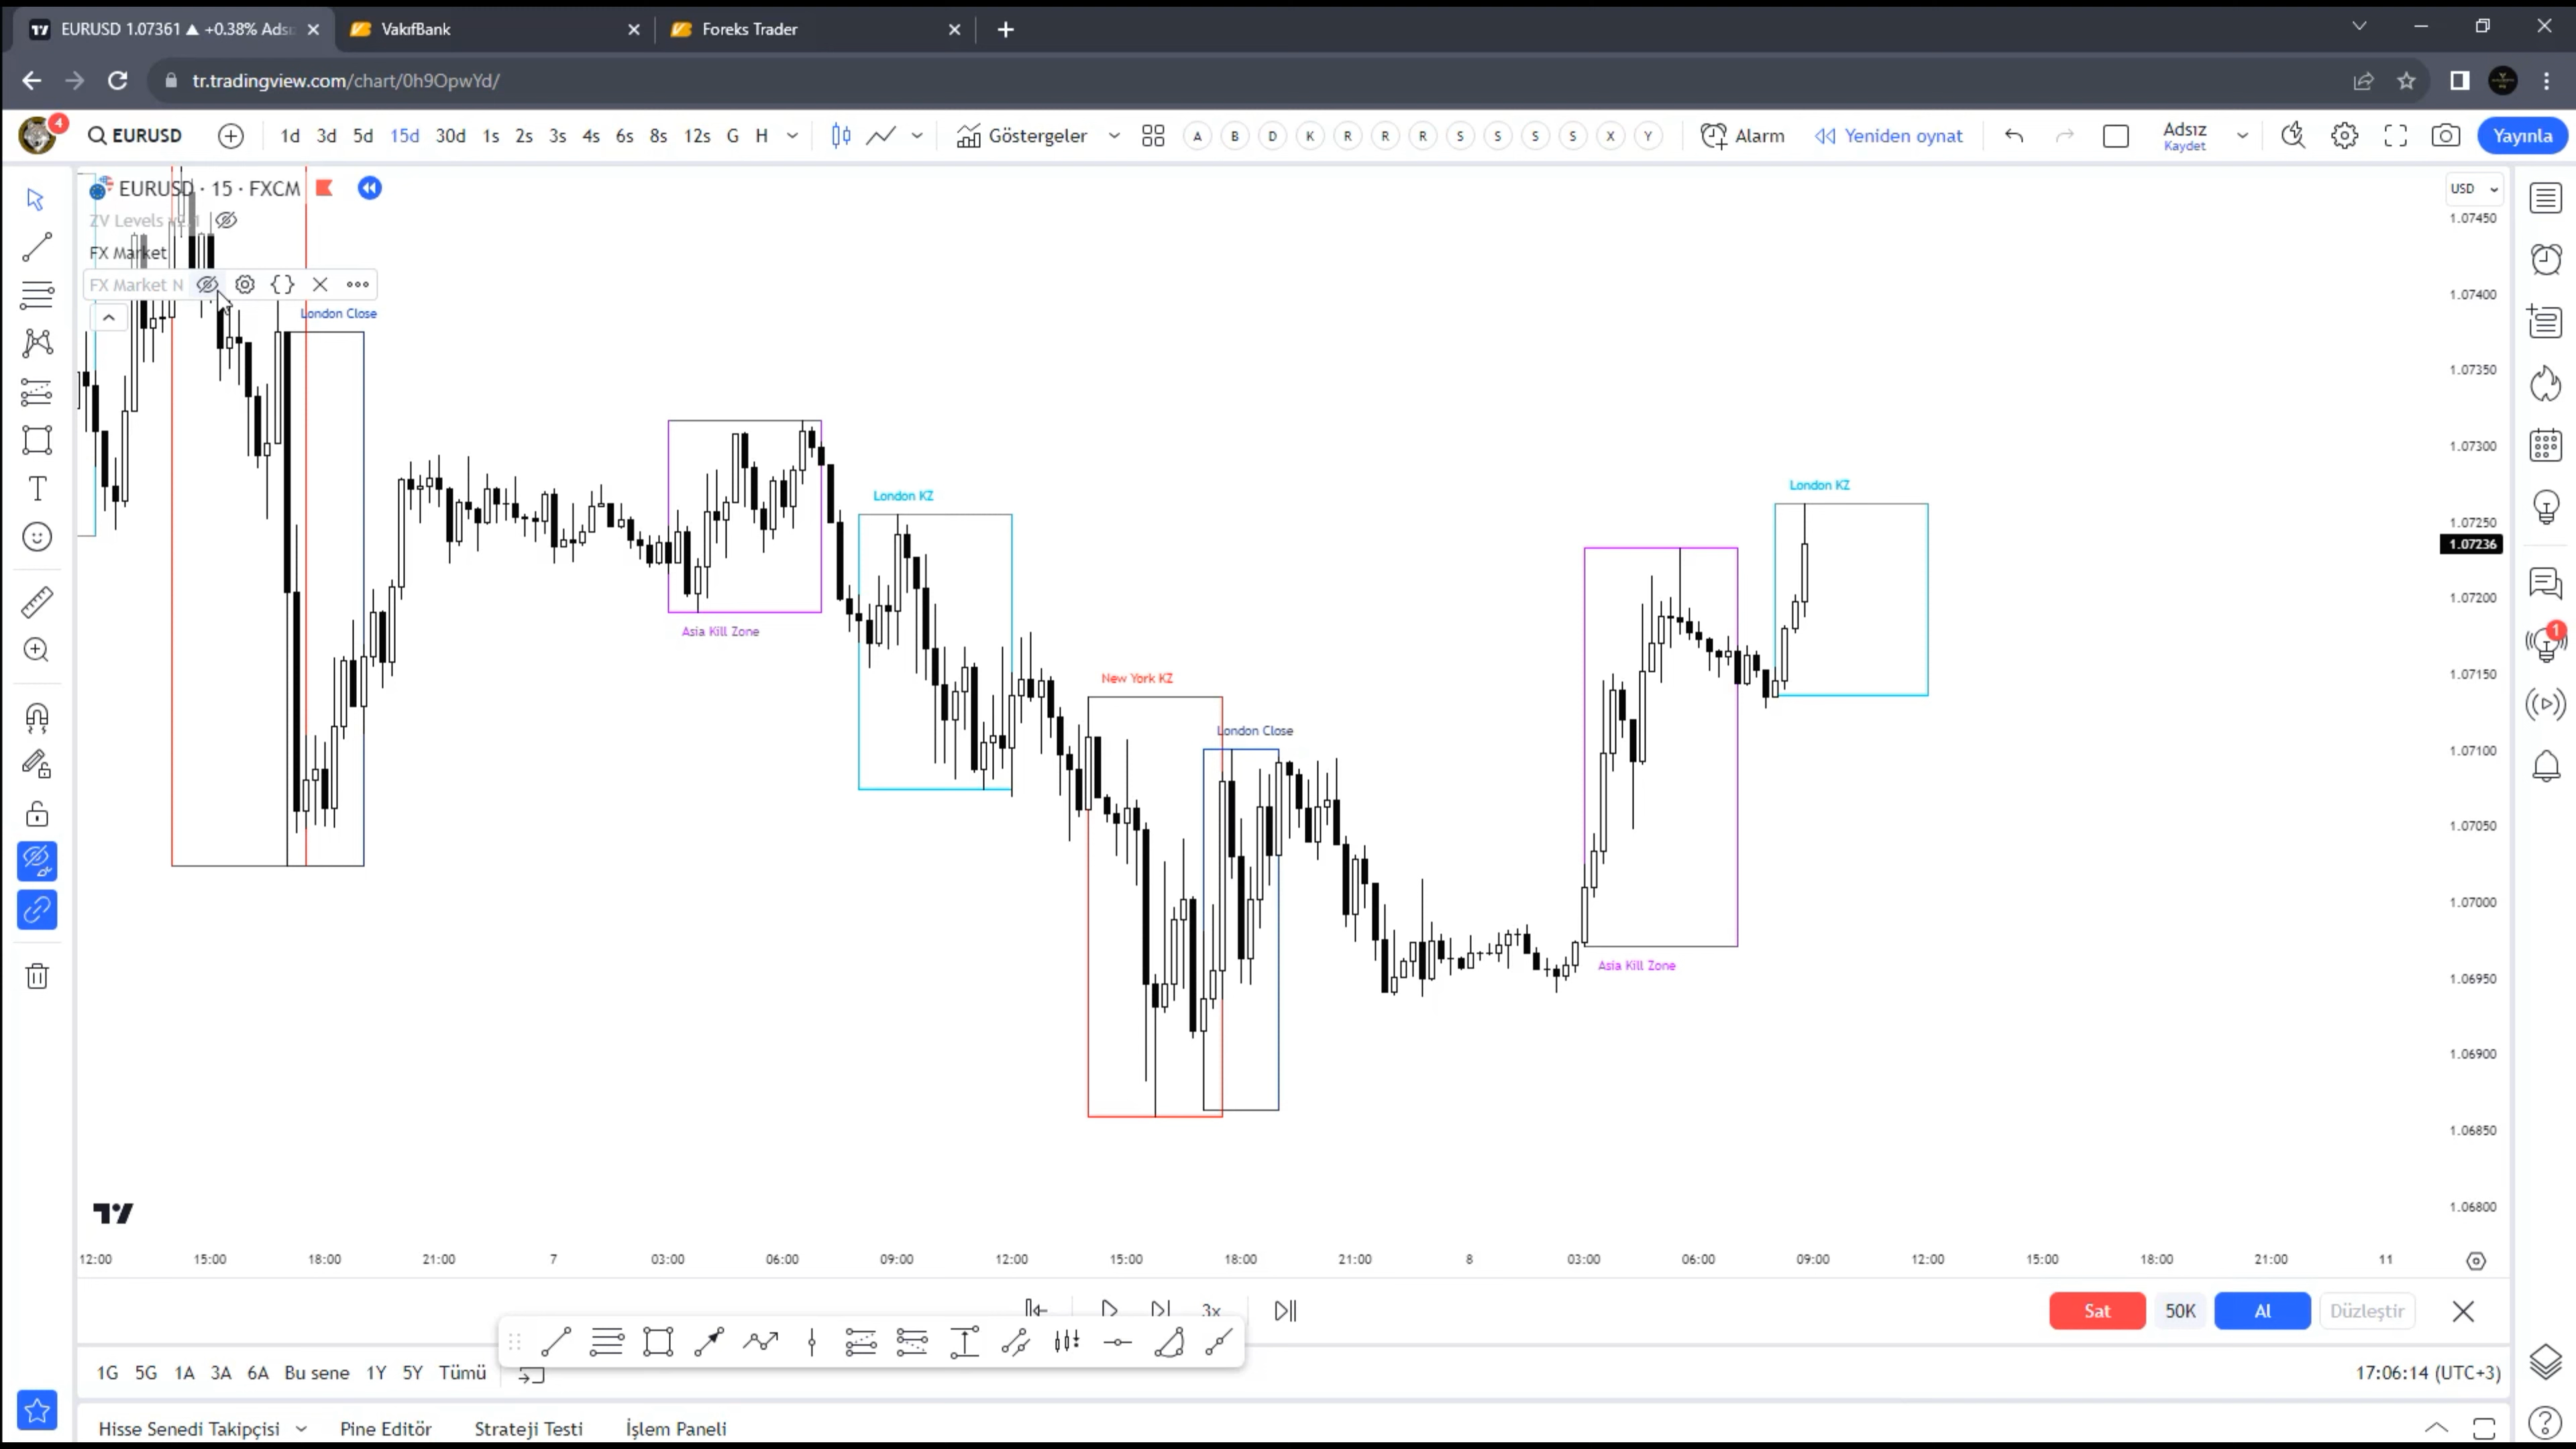 EURUSD 1.07361 ▲ +0.38% Adsı
VakıfBank
Foreks Trader
tr.tradingview.com/chart/0h9OpwYd/
4
EURUSD
1d 3d 5d 15d 30d 1s 2s 3s 4s 6s 8s 12s G H
Göstergeler
A B D K R R R S S S S X Y
Alarm
Yeniden oynat
Adsız
Kaydet
Yayınla
EURUSD · 15 · FXCM
ZV Levels
FX Market
FX Market N
USD
1.07450
1.07400
1.07350
1.07300
1.07250
1.07236
1.07200
1.07150
1.07100
1.07050
1.07000
1.06950
1.06900
1.06850
1.06800
London Close
London KZ
London KZ
Asia Kill Zone
New York KZ
London Close
Asia Kill Zone
1
12:00 15:00 18:00 21:00 7 03:00 06:00 09:00 12:00 15:00 18:00 21:00 8 03:00 06:00 09:00 12:00 15:00 18:00 21:00 11
3x
Sat 50K Al Düzleştir
1G 5G 1A 3A 6A Bu sene 1Y 5Y Tümü
17:06:14 (UTC+3)
Hisse Senedi Takipçisi Pine Editör Strateji Testi İşlem Paneli